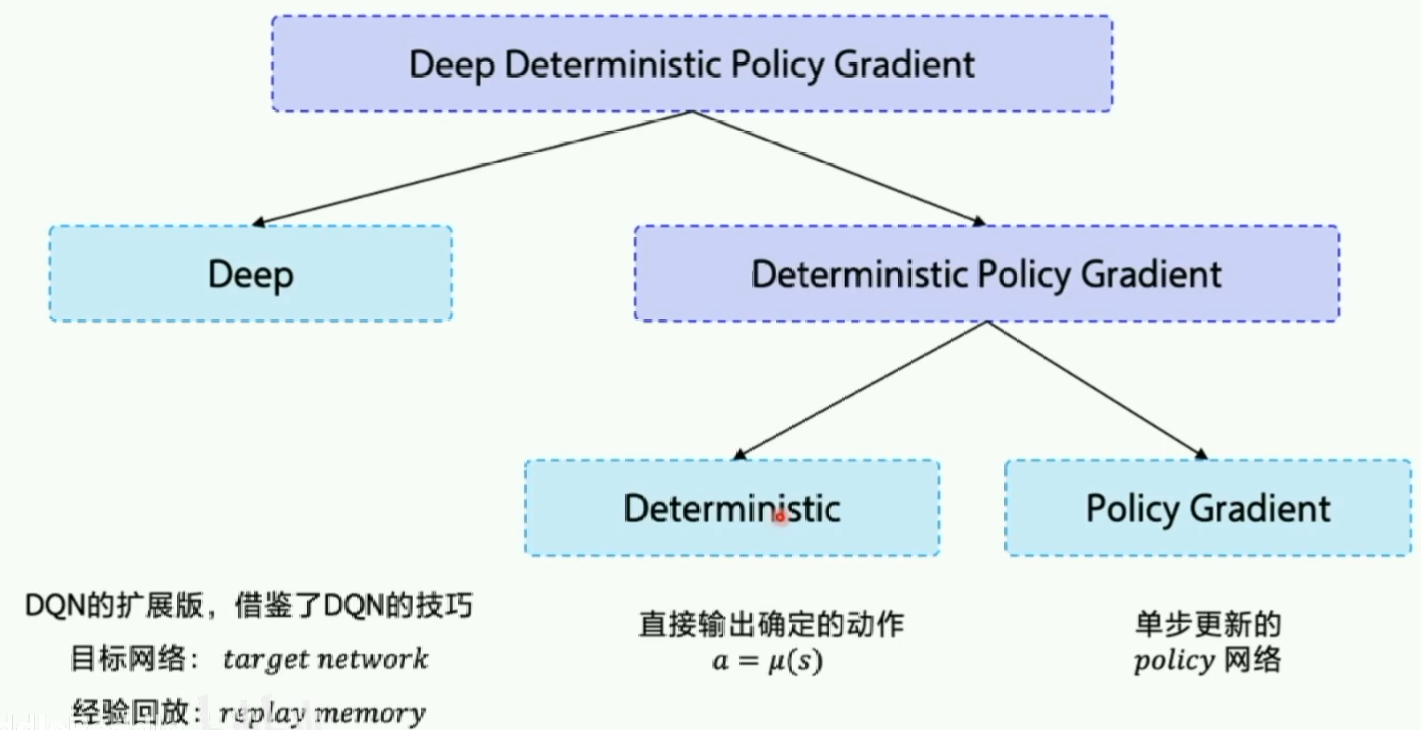 Deep Deterministic Policy Gradient
Deep
Deterministic Policy Gradient
Deterministic
Policy Gradient
DQN的扩展版，借鉴了DQN的技巧
目标网络： target network
经验回放：replay memory
直接输出确定的动作
a = μ(s)
单步更新的
policy 网络